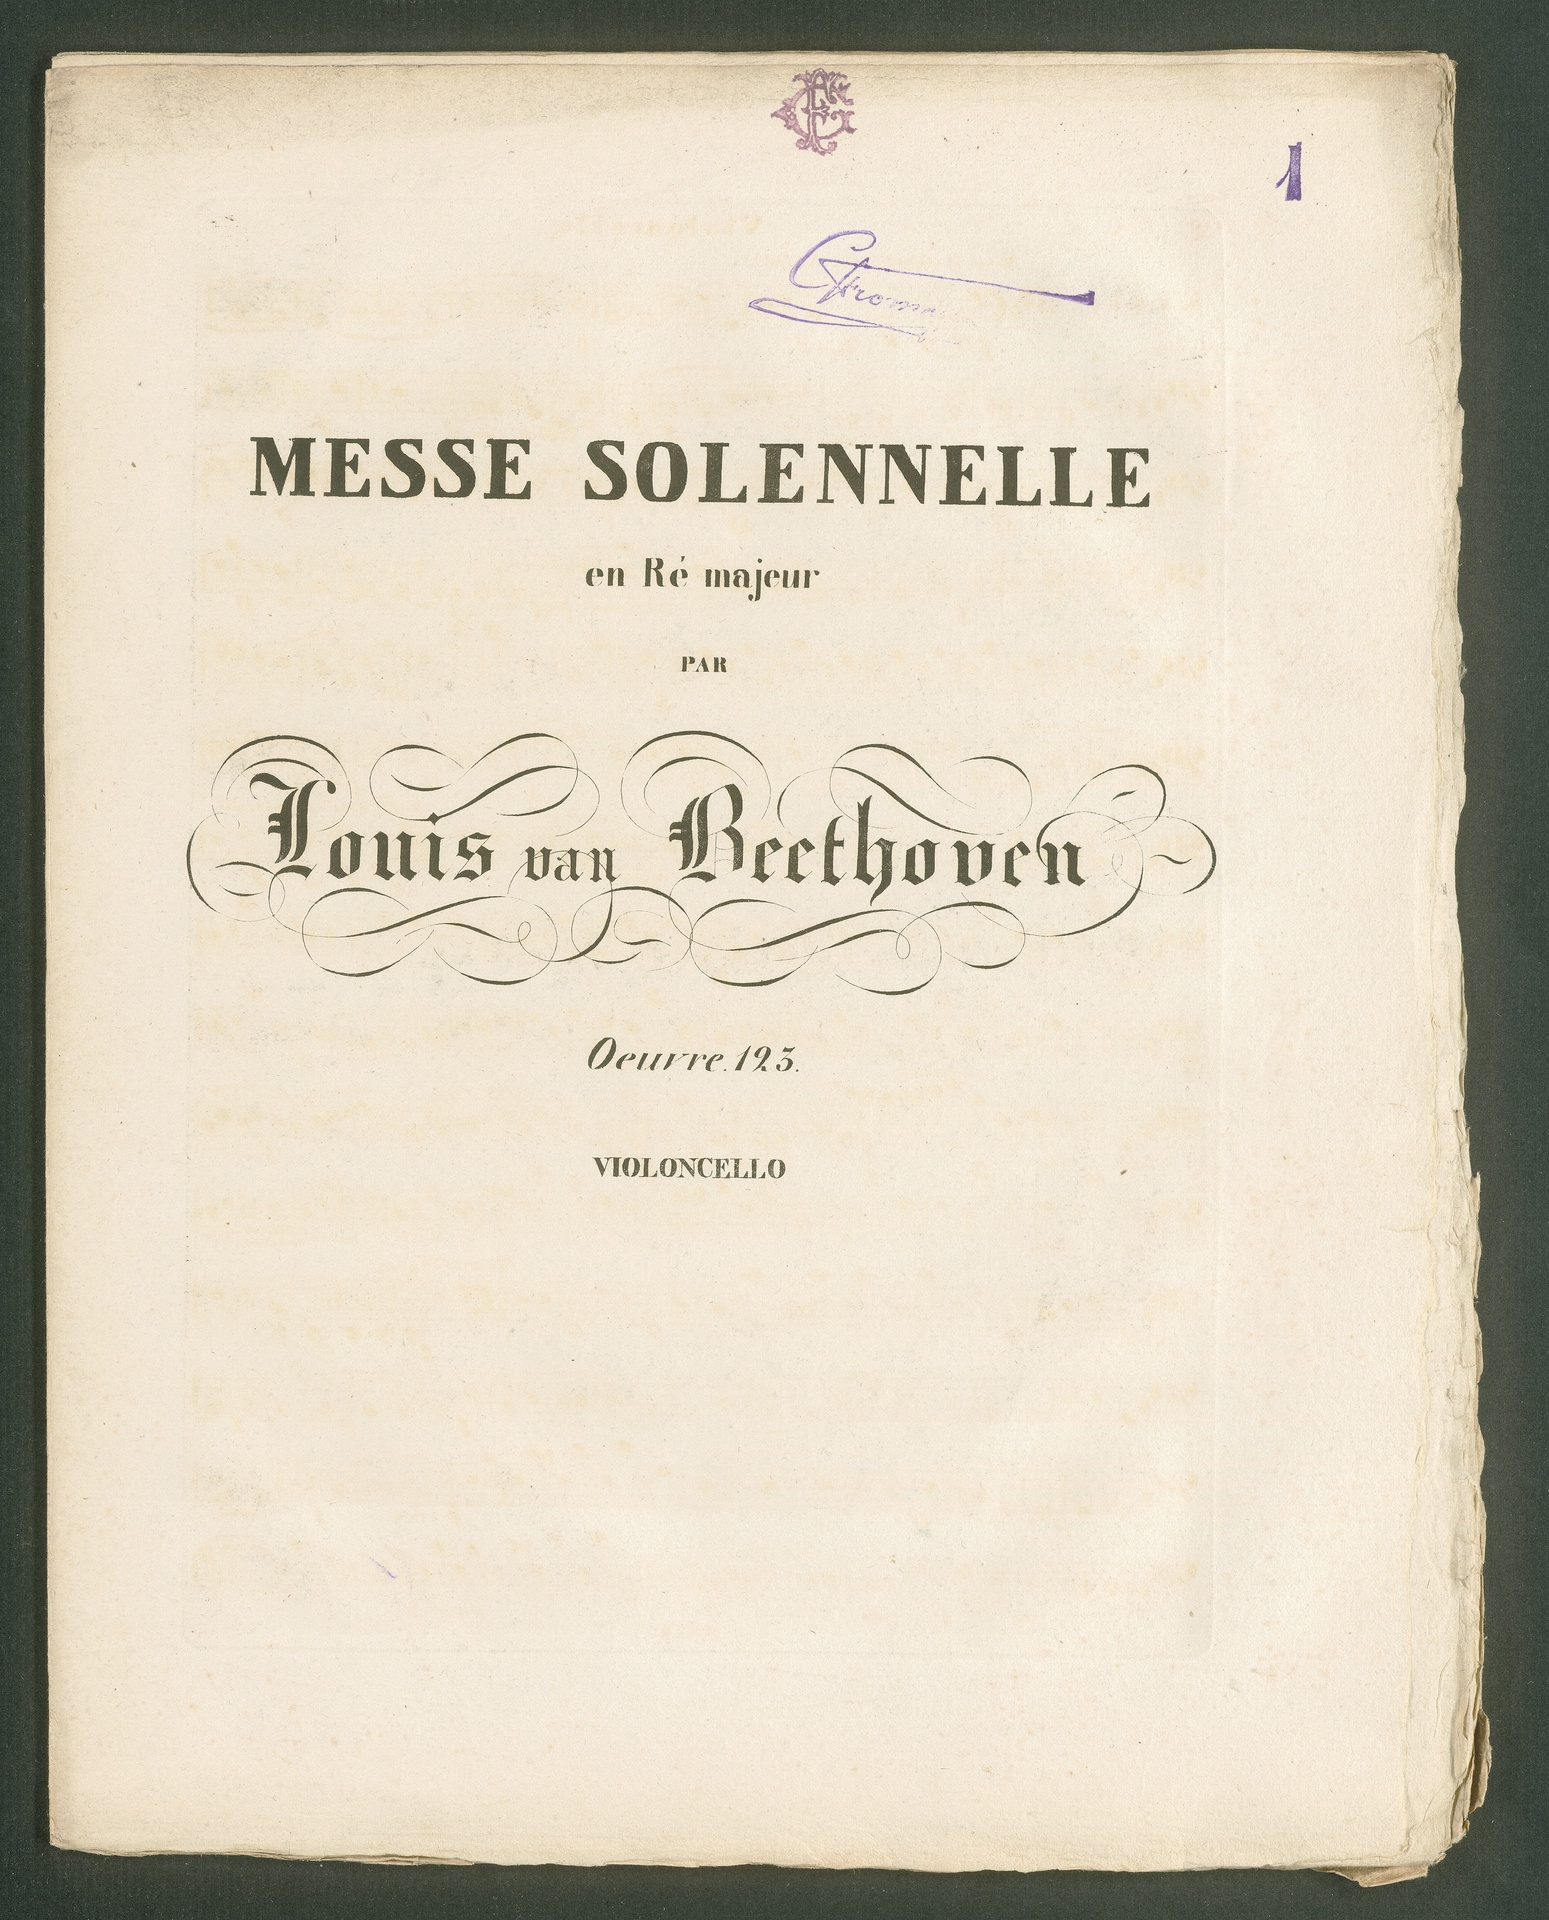 1
MESSE SOLENNELLE
en Ré majeur
PAR
Louis van Beethoven
Oeuvre. 123.
VIOLONCELLO